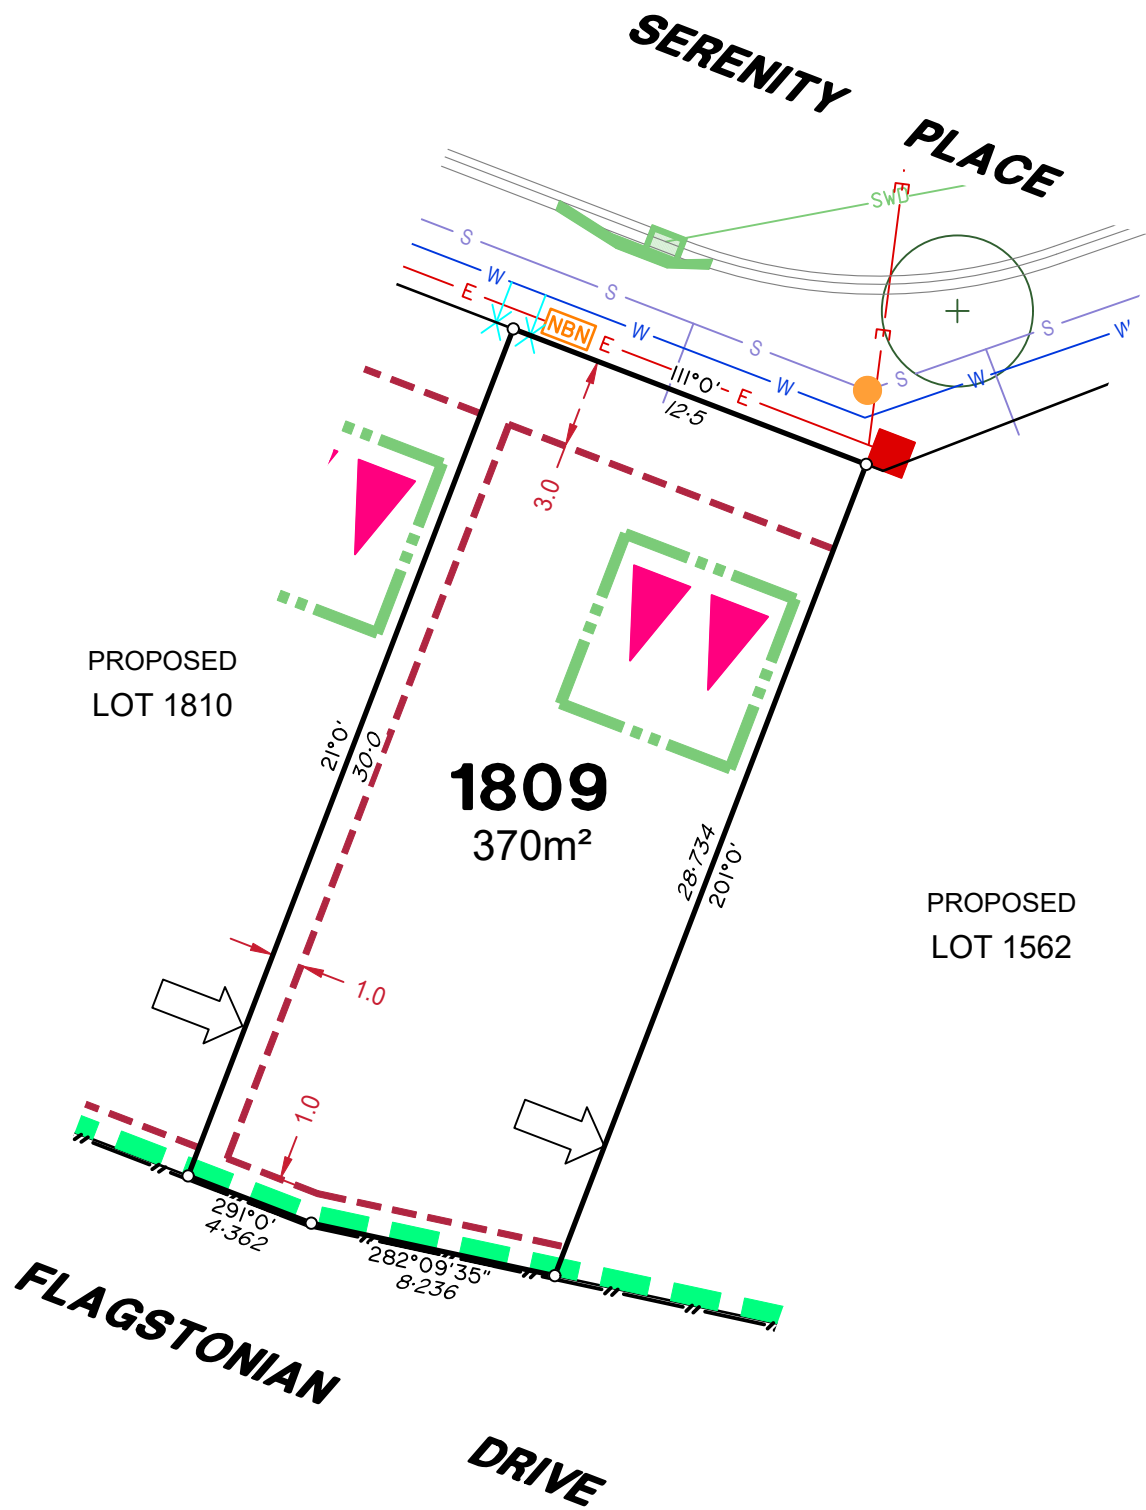 SERENITY
PLACE
SWD
E
S
W
E
S
NBN
W
E
S
W
E
E
S
W
S
W
111°0'
12·5
3.0
PROPOSED
LOT 1810
21°0'
30·0
1809
370m²
28·734
201°0'
PROPOSED
LOT 1562
1.0
1.0
291°0'
4·362
282°09'35"
8·236
FLAGSTONIAN
DRIVE